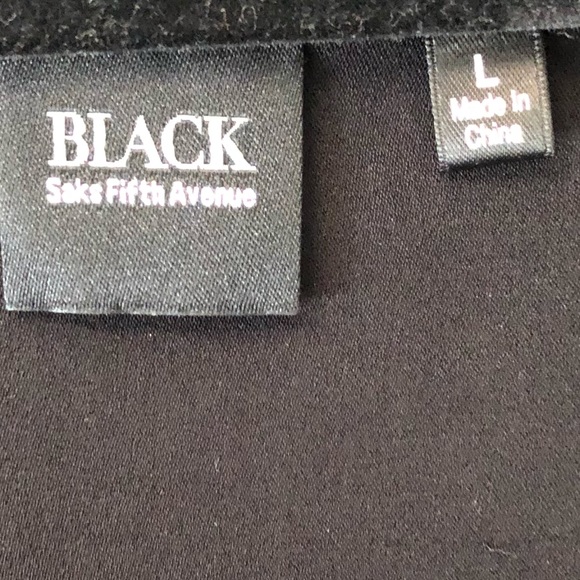 BLACK
Saks Fifth Avenue
L
Made in
China